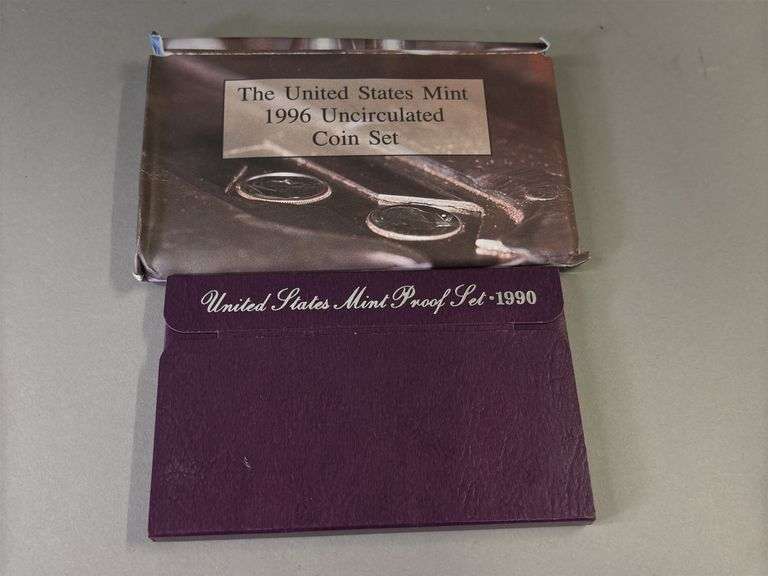 The United States Mint
1996 Uncirculated
Coin Set
United States Mint Proof Set • 1990